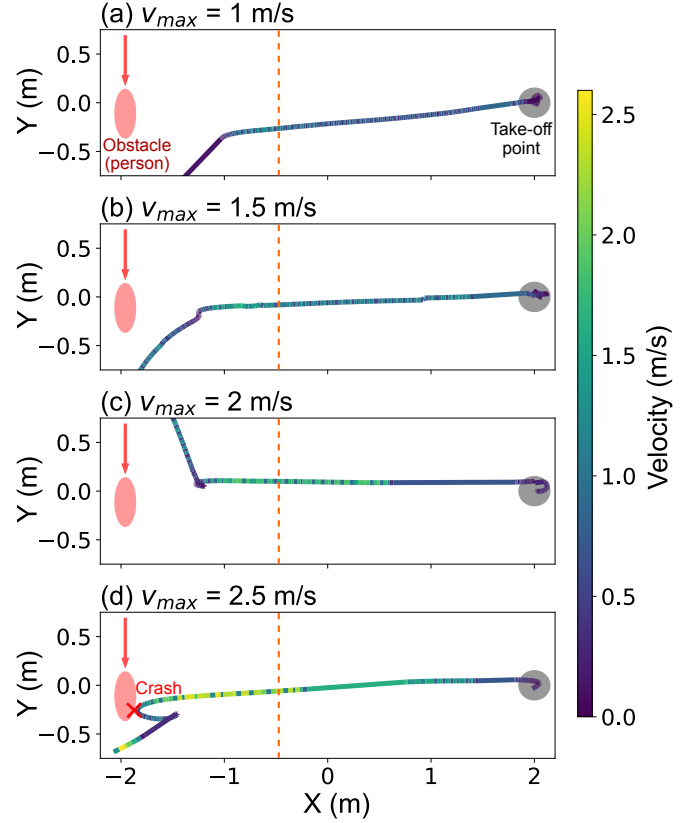 (a) v_max = 1 m/s
0.5
0.0
−0.5
Y (m)
Obstacle
(person)
Take-off
point
(b) v_max = 1.5 m/s
0.5
0.0
−0.5
Y (m)
(c) v_max = 2 m/s
0.5
0.0
−0.5
Y (m)
(d) v_max = 2.5 m/s
0.5
0.0
−0.5
Y (m)
Crash
−2 −1 0 1 2
X (m)
2.5
2.0
1.5
1.0
0.5
0.0
Velocity (m/s)